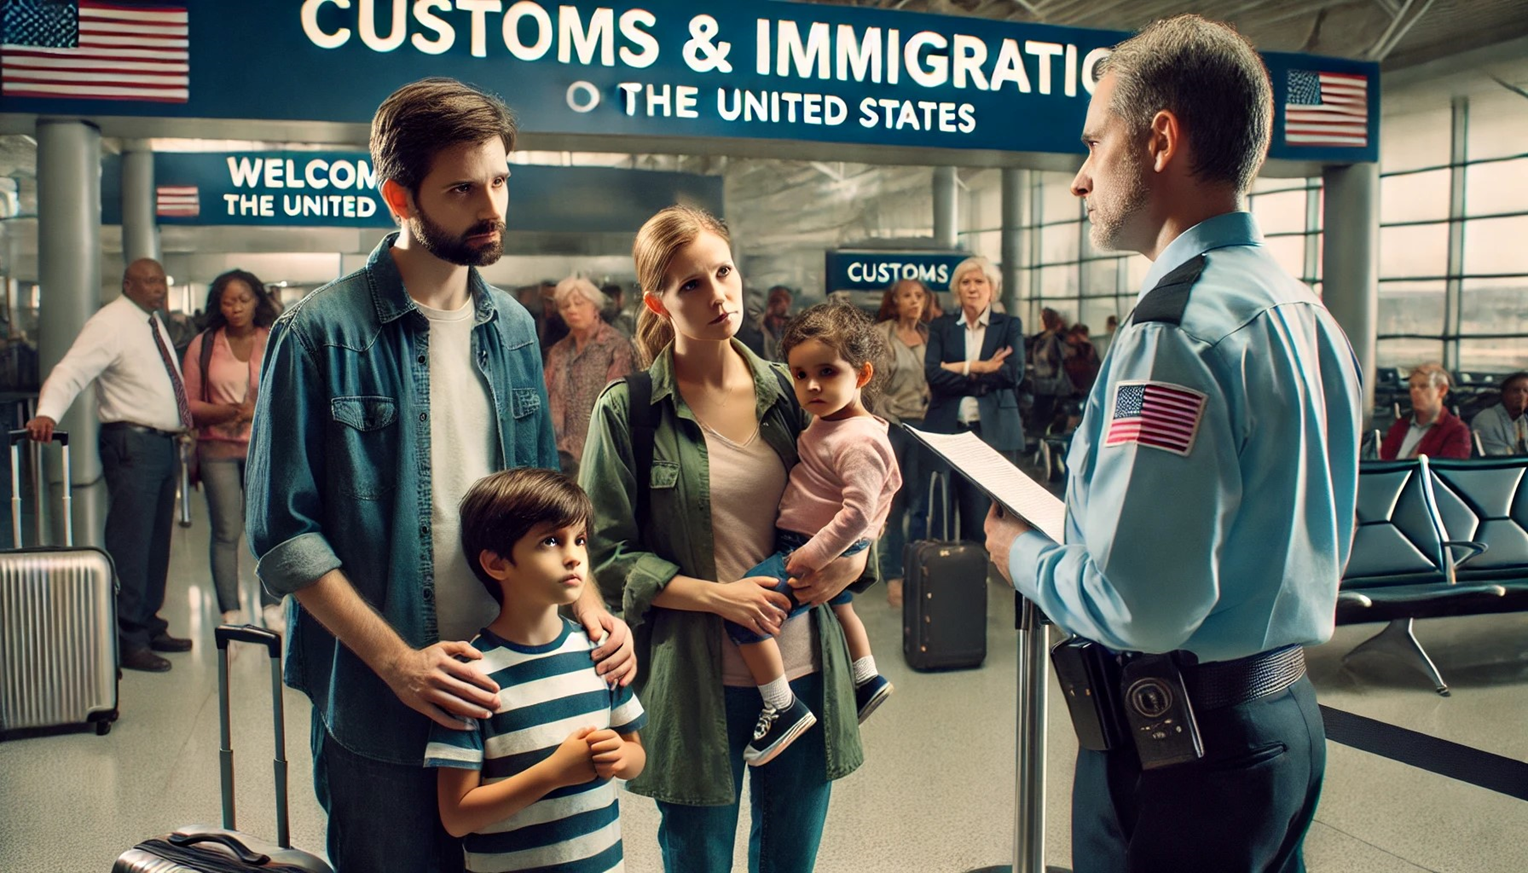 CUSTOMS & IMMIGRATIO
THE UNITED STATES
WELCOM
THE UNITED
CUSTOMS